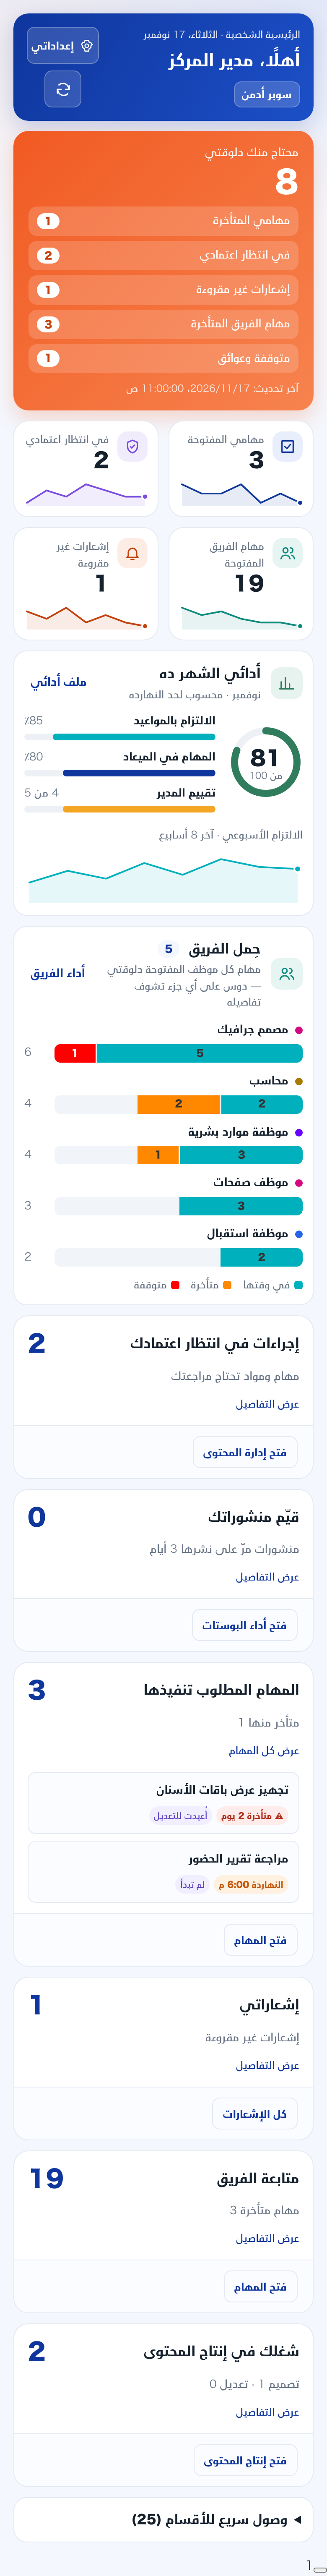 الرئيسية الشخصية · الثلاثاء، 17 نوفمبر
أهلًا، مدير المركز
سوبر أدمن
إعداداتي
محتاج منك دلوقتي
8
مهامي المتأخرة 1
في انتظار اعتمادي 2
إشعارات غير مقروءة 1
مهام الفريق المتأخرة 3
متوقفة وعوائق 1
آخر تحديث: 2026/11/17، 11:00:00 ص
مهامي المفتوحة
3
في انتظار اعتمادي
2
مهام الفريق المفتوحة
19
إشعارات غير مقروءة
1
أدائي الشهر ده
نوفمبر · محسوب لحد النهارده
ملف أدائي
81
من 100
الالتزام بالمواعيد 85٪
المهام في الميعاد 80٪
تقييم المدير 4 من 5
الالتزام الأسبوعي · آخر 8 أسابيع
حِمل الفريق 5
مهام كل موظف المفتوحة دلوقتي
— دوس على أي جزء تشوف
تفاصيله
أداء الفريق
مصمم جرافيك
5 1 6
محاسب
2 2 4
موظفة موارد بشرية
3 1 4
موظف صفحات
3 3
موظفة استقبال
2 2
في وقتها متأخرة متوقفة
إجراءات في انتظار اعتمادك 2
مهام ومواد تحتاج مراجعتك
عرض التفاصيل
فتح إدارة المحتوى
قيّم منشوراتك 0
منشورات مرّ على نشرها 3 أيام
عرض التفاصيل
فتح أداء البوستات
المهام المطلوب تنفيذها 3
متأخر منها 1
عرض كل المهام
تجهيز عرض باقات الأسنان
⚠ متأخرة 2 يوم أعيدت للتعديل
مراجعة تقرير الحضور
النهاردة 6:00 م لم تبدأ
فتح المهام
إشعاراتي 1
إشعارات غير مقروءة
عرض التفاصيل
كل الإشعارات
متابعة الفريق 19
مهام متأخرة 3
عرض التفاصيل
فتح المهام
شغلك في إنتاج المحتوى 2
تصميم 1 · تعديل 0
عرض التفاصيل
فتح إنتاج المحتوى
◀ وصول سريع للأقسام (25)
1